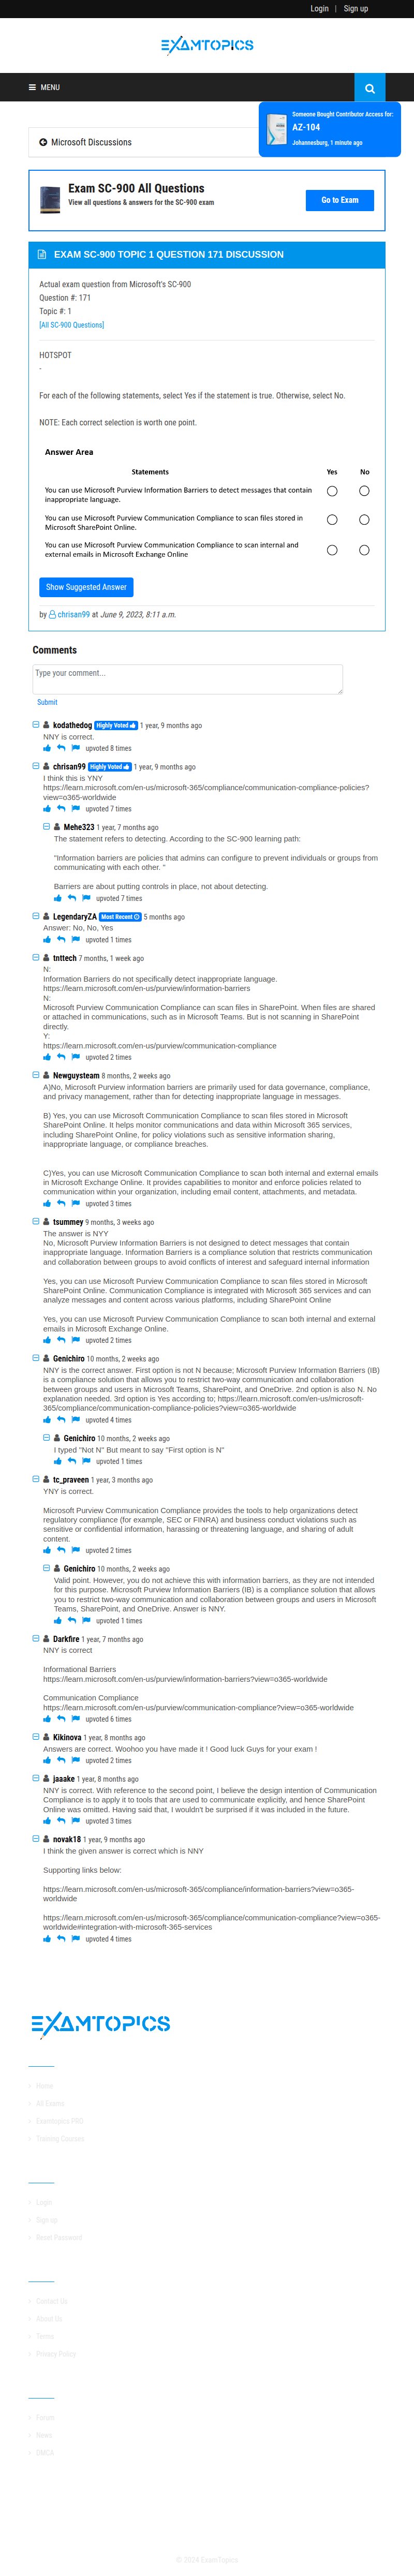 Login | Sign up
EXAMTOPICS
MENU
Someone Bought Contributor Access for:
AZ-104
Johannesburg, 1 minute ago
Microsoft Discussions
Exam SC-900 All Questions
View all questions & answers for the SC-900 exam
Go to Exam
EXAM SC-900 TOPIC 1 QUESTION 171 DISCUSSION
Actual exam question from Microsoft's SC-900
Question #: 171
Topic #: 1
[All SC-900 Questions]
HOTSPOT
-
For each of the following statements, select Yes if the statement is true. Otherwise, select No.
NOTE: Each correct selection is worth one point.
Answer Area
Statements Yes No
You can use Microsoft Purview Information Barriers to detect messages that contain
inappropriate language.
You can use Microsoft Purview Communication Compliance to scan files stored in
Microsoft SharePoint Online.
You can use Microsoft Purview Communication Compliance to scan internal and
external emails in Microsoft Exchange Online
Show Suggested Answer
by chrisan99 at June 9, 2023, 8:11 a.m.
Comments
Type your comment...
Submit
kodathedog Highly Voted 1 year, 9 months ago
NNY is correct.
upvoted 8 times
chrisan99 Highly Voted 1 year, 9 months ago
I think this is YNY
https://learn.microsoft.com/en-us/microsoft-365/compliance/communication-compliance-policies?
view=o365-worldwide
upvoted 7 times
Mehe323 1 year, 7 months ago
The statement refers to detecting. According to the SC-900 learning path:
"Information barriers are policies that admins can configure to prevent individuals or groups from
communicating with each other. "
Barriers are about putting controls in place, not about detecting.
upvoted 7 times
LegendaryZA Most Recent 5 months ago
Answer: No, No, Yes
upvoted 1 times
tnttech 7 months, 1 week ago
N:
Information Barriers do not specifically detect inappropriate language.
https://learn.microsoft.com/en-us/purview/information-barriers
N:
Microsoft Purview Communication Compliance can scan files in SharePoint. When files are shared
or attached in communications, such as in Microsoft Teams. But is not scanning in SharePoint
directly.
Y:
https://learn.microsoft.com/en-us/purview/communication-compliance
upvoted 2 times
Newguysteam 8 months, 2 weeks ago
A)No, Microsoft Purview information barriers are primarily used for data governance, compliance,
and privacy management, rather than for detecting inappropriate language in messages.
B) Yes, you can use Microsoft Communication Compliance to scan files stored in Microsoft
SharePoint Online. It helps monitor communications and data within Microsoft 365 services,
including SharePoint Online, for policy violations such as sensitive information sharing,
inappropriate language, or compliance breaches.
C)Yes, you can use Microsoft Communication Compliance to scan both internal and external emails
in Microsoft Exchange Online. It provides capabilities to monitor and enforce policies related to
communication within your organization, including email content, attachments, and metadata.
upvoted 3 times
tsummey 9 months, 3 weeks ago
The answer is NYY
No, Microsoft Purview Information Barriers is not designed to detect messages that contain
inappropriate language. Information Barriers is a compliance solution that restricts communication
and collaboration between groups to avoid conflicts of interest and safeguard internal information
Yes, you can use Microsoft Purview Communication Compliance to scan files stored in Microsoft
SharePoint Online. Communication Compliance is integrated with Microsoft 365 services and can
analyze messages and content across various platforms, including SharePoint Online
Yes, you can use Microsoft Purview Communication Compliance to scan both internal and external
emails in Microsoft Exchange Online.
upvoted 2 times
Genichiro 10 months, 2 weeks ago
NNY is the correct answer. First option is not N because; Microsoft Purview Information Barriers (IB)
is a compliance solution that allows you to restrict two-way communication and collaboration
between groups and users in Microsoft Teams, SharePoint, and OneDrive. 2nd option is also N. No
explanation needed. 3rd option is Yes according to; https://learn.microsoft.com/en-us/microsoft-
365/compliance/communication-compliance-policies?view=o365-worldwide
upvoted 4 times
Genichiro 10 months, 2 weeks ago
I typed "Not N" But meant to say "First option is N"
upvoted 1 times
tc_praveen 1 year, 3 months ago
YNY is correct.
Microsoft Purview Communication Compliance provides the tools to help organizations detect
regulatory compliance (for example, SEC or FINRA) and business conduct violations such as
sensitive or confidential information, harassing or threatening language, and sharing of adult
content.
upvoted 2 times
Genichiro 10 months, 2 weeks ago
Valid point. However, you do not achieve this with information barriers, as they are not intended
for this purpose. Microsoft Purview Information Barriers (IB) is a compliance solution that allows
you to restrict two-way communication and collaboration between groups and users in Microsoft
Teams, SharePoint, and OneDrive. Answer is NNY.
upvoted 1 times
Darkfire 1 year, 7 months ago
NNY is correct
Informational Barriers
https://learn.microsoft.com/en-us/purview/information-barriers?view=o365-worldwide
Communication Compliance
https://learn.microsoft.com/en-us/purview/communication-compliance?view=o365-worldwide
upvoted 6 times
Kikinova 1 year, 8 months ago
Answers are correct. Woohoo you have made it ! Good luck Guys for your exam !
upvoted 2 times
jaaake 1 year, 8 months ago
NNY is correct. With reference to the second point, I believe the design intention of Communication
Compliance is to apply it to tools that are used to communicate explicitly, and hence SharePoint
Online was omitted. Having said that, I wouldn't be surprised if it was included in the future.
upvoted 3 times
novak18 1 year, 9 months ago
I think the given answer is correct which is NNY
Supporting links below:
https://learn.microsoft.com/en-us/microsoft-365/compliance/information-barriers?view=o365-
worldwide
https://learn.microsoft.com/en-us/microsoft-365/compliance/communication-compliance?view=o365-
worldwide#integration-with-microsoft-365-services
upvoted 4 times
EXAMTOPICS
Home
All Exams
Examtopics PRO
Training Courses
Login
Sign up
Reset Password
Contact Us
About Us
Terms
Privacy Policy
Forum
News
DMCA
© 2024 ExamTopics